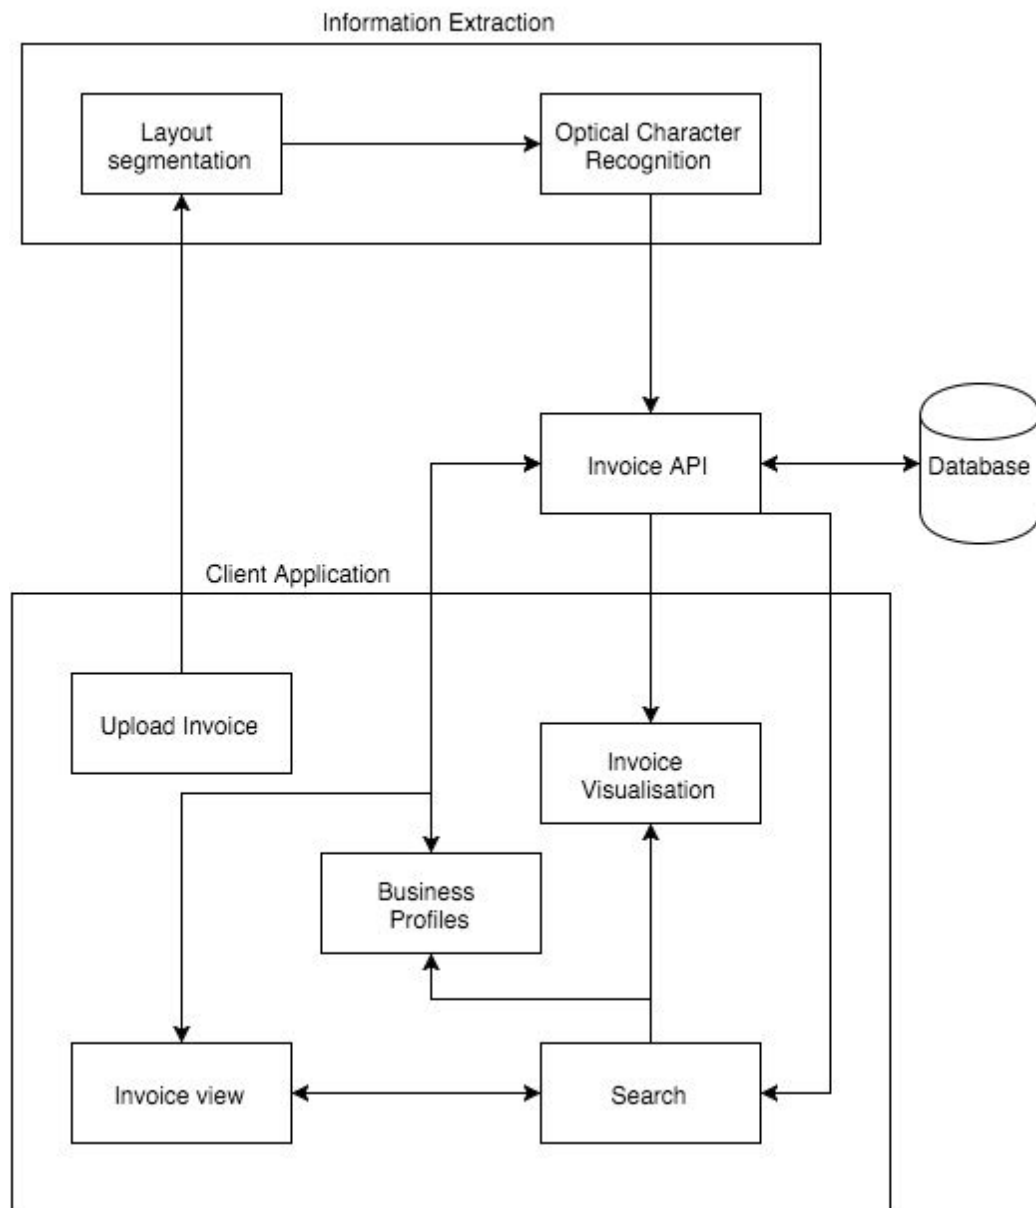 Information Extraction
Layout
segmentation
Optical Character
Recognition
Invoice API
Database
Client Application
Upload Invoice
Invoice
Visualisation
Business
Profiles
Invoice view
Search